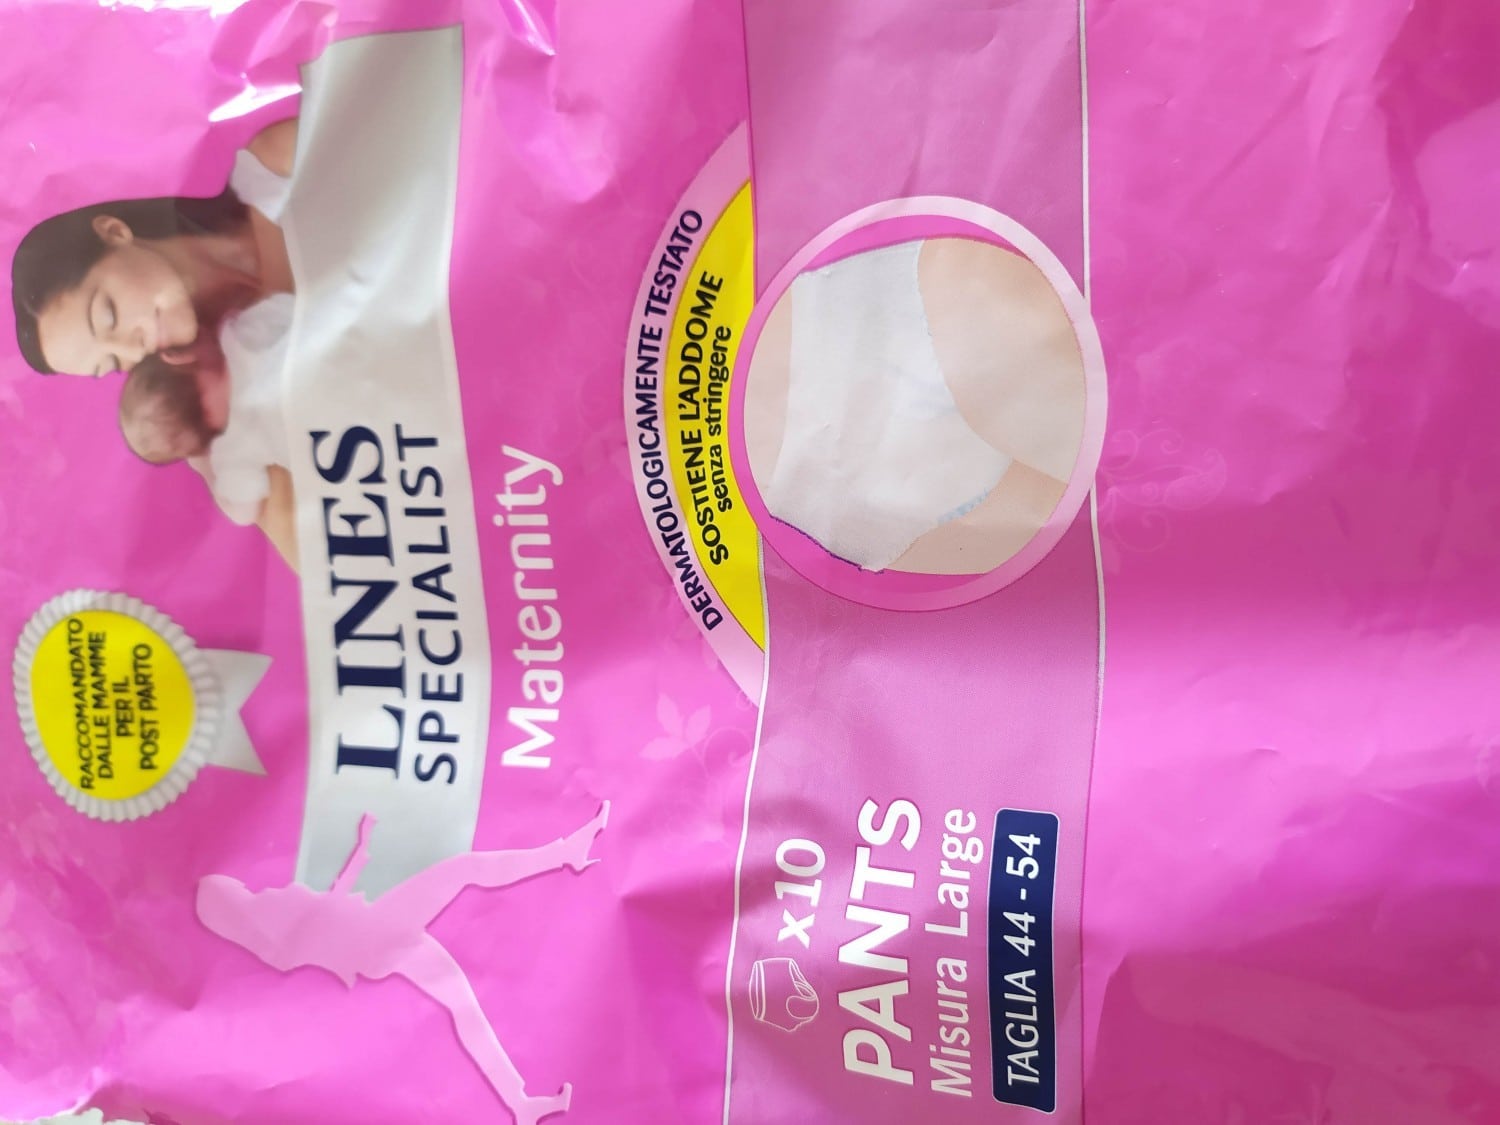 RACCOMANDATO
DALLE MAMME
PER IL
POST PARTO
LINES
SPECIALIST
Maternity
DERMATOLOGICAMENTE TESTATO
SOSTIENE L'ADDOME
senza stringere
x10
PANTS
Misura Large
TAGLIA 44 - 54